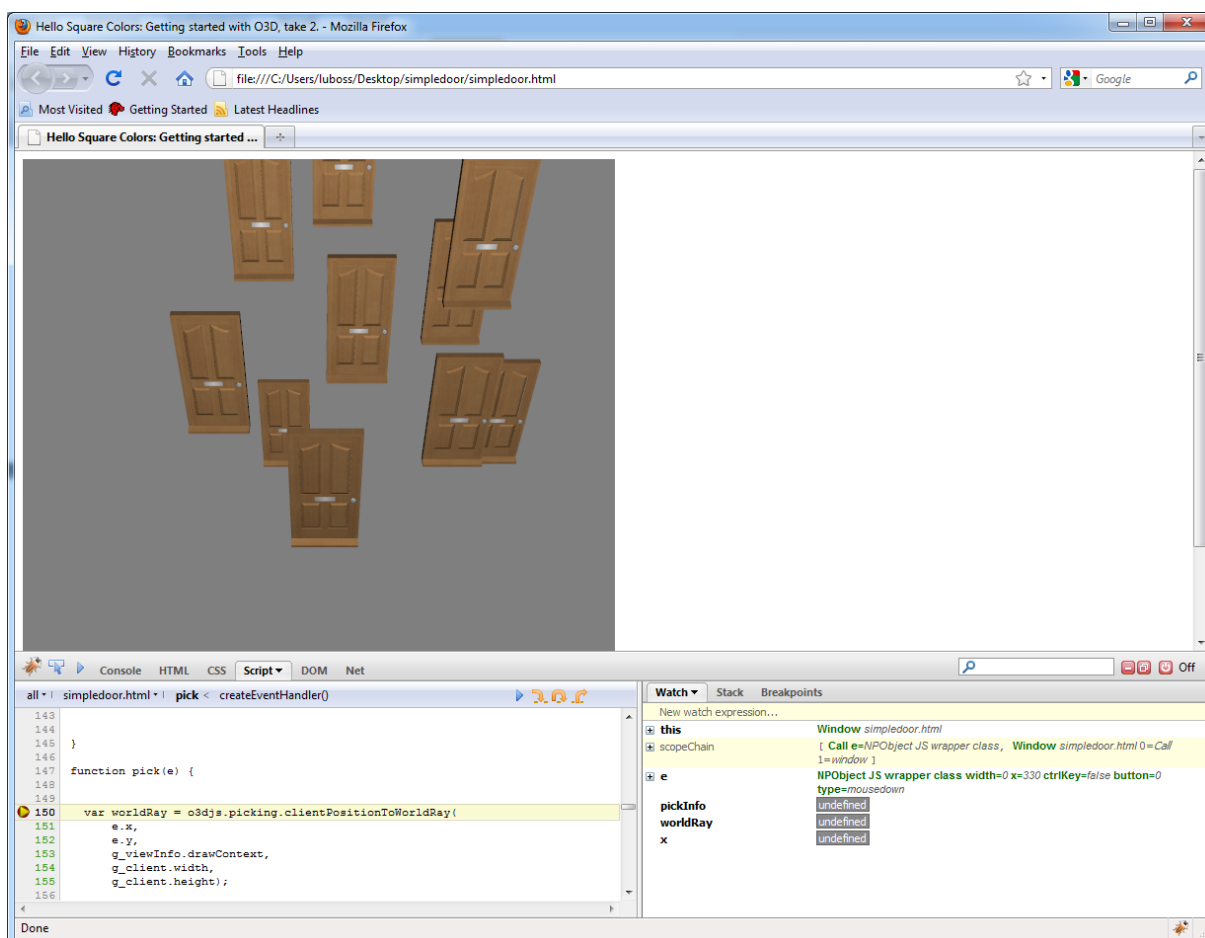 Hello Square Colors: Getting started with O3D, take 2. - Mozilla Firefox
File Edit View History Bookmarks Tools Help
file:///C:/Users/luboss/Desktop/simpledoor/simpledoor.html
Google
Most Visited Getting Started Latest Headlines
Hello Square Colors: Getting started ...
Console HTML CSS Script DOM Net
Off
all simpledoor.html pick < createEventHandler()
Watch Stack Breakpoints
New watch expression...
this Window simpledoor.html
scopeChain [ Call e=NPObject JS wrapper class, Window simpledoor.html 0=Call
1=window ]
e NPObject JS wrapper class width=0 x=330 ctrlKey=false button=0
type=mousedown
pickInfo undefined
worldRay undefined
x undefined
143
144
145 }
146
147 function pick(e) {
148
149
150 var worldRay = o3djs.picking.clientPositionToWorldRay(
151 e.x,
152 e.y,
153 g_viewInfo.drawContext,
154 g_client.width,
155 g_client.height);
156
Done